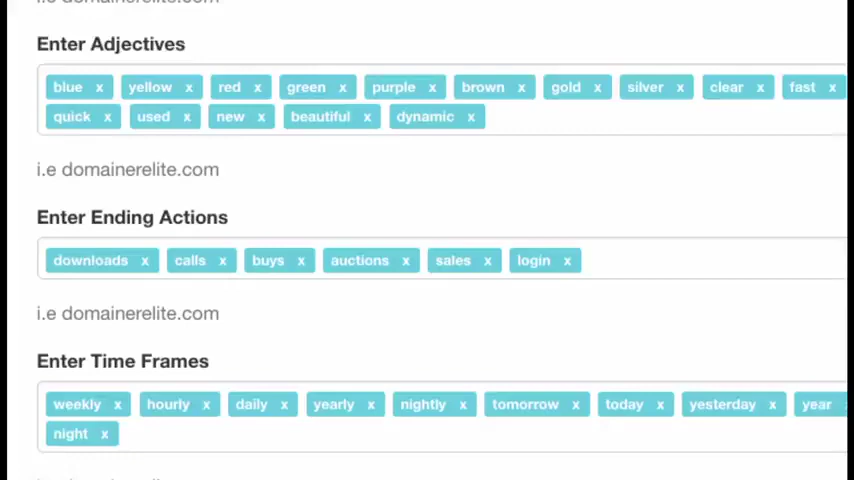 i.e domainerelite.com
Enter Adjectives
blue x yellow x red x green x purple x brown x gold x silver x clear x fast x
quick x used x new x beautiful x dynamic x
i.e domainerelite.com
Enter Ending Actions
downloads x calls x buys x auctions x sales x login x
i.e domainerelite.com
Enter Time Frames
weekly x hourly x daily x yearly x nightly x tomorrow x today x yesterday x year
night x